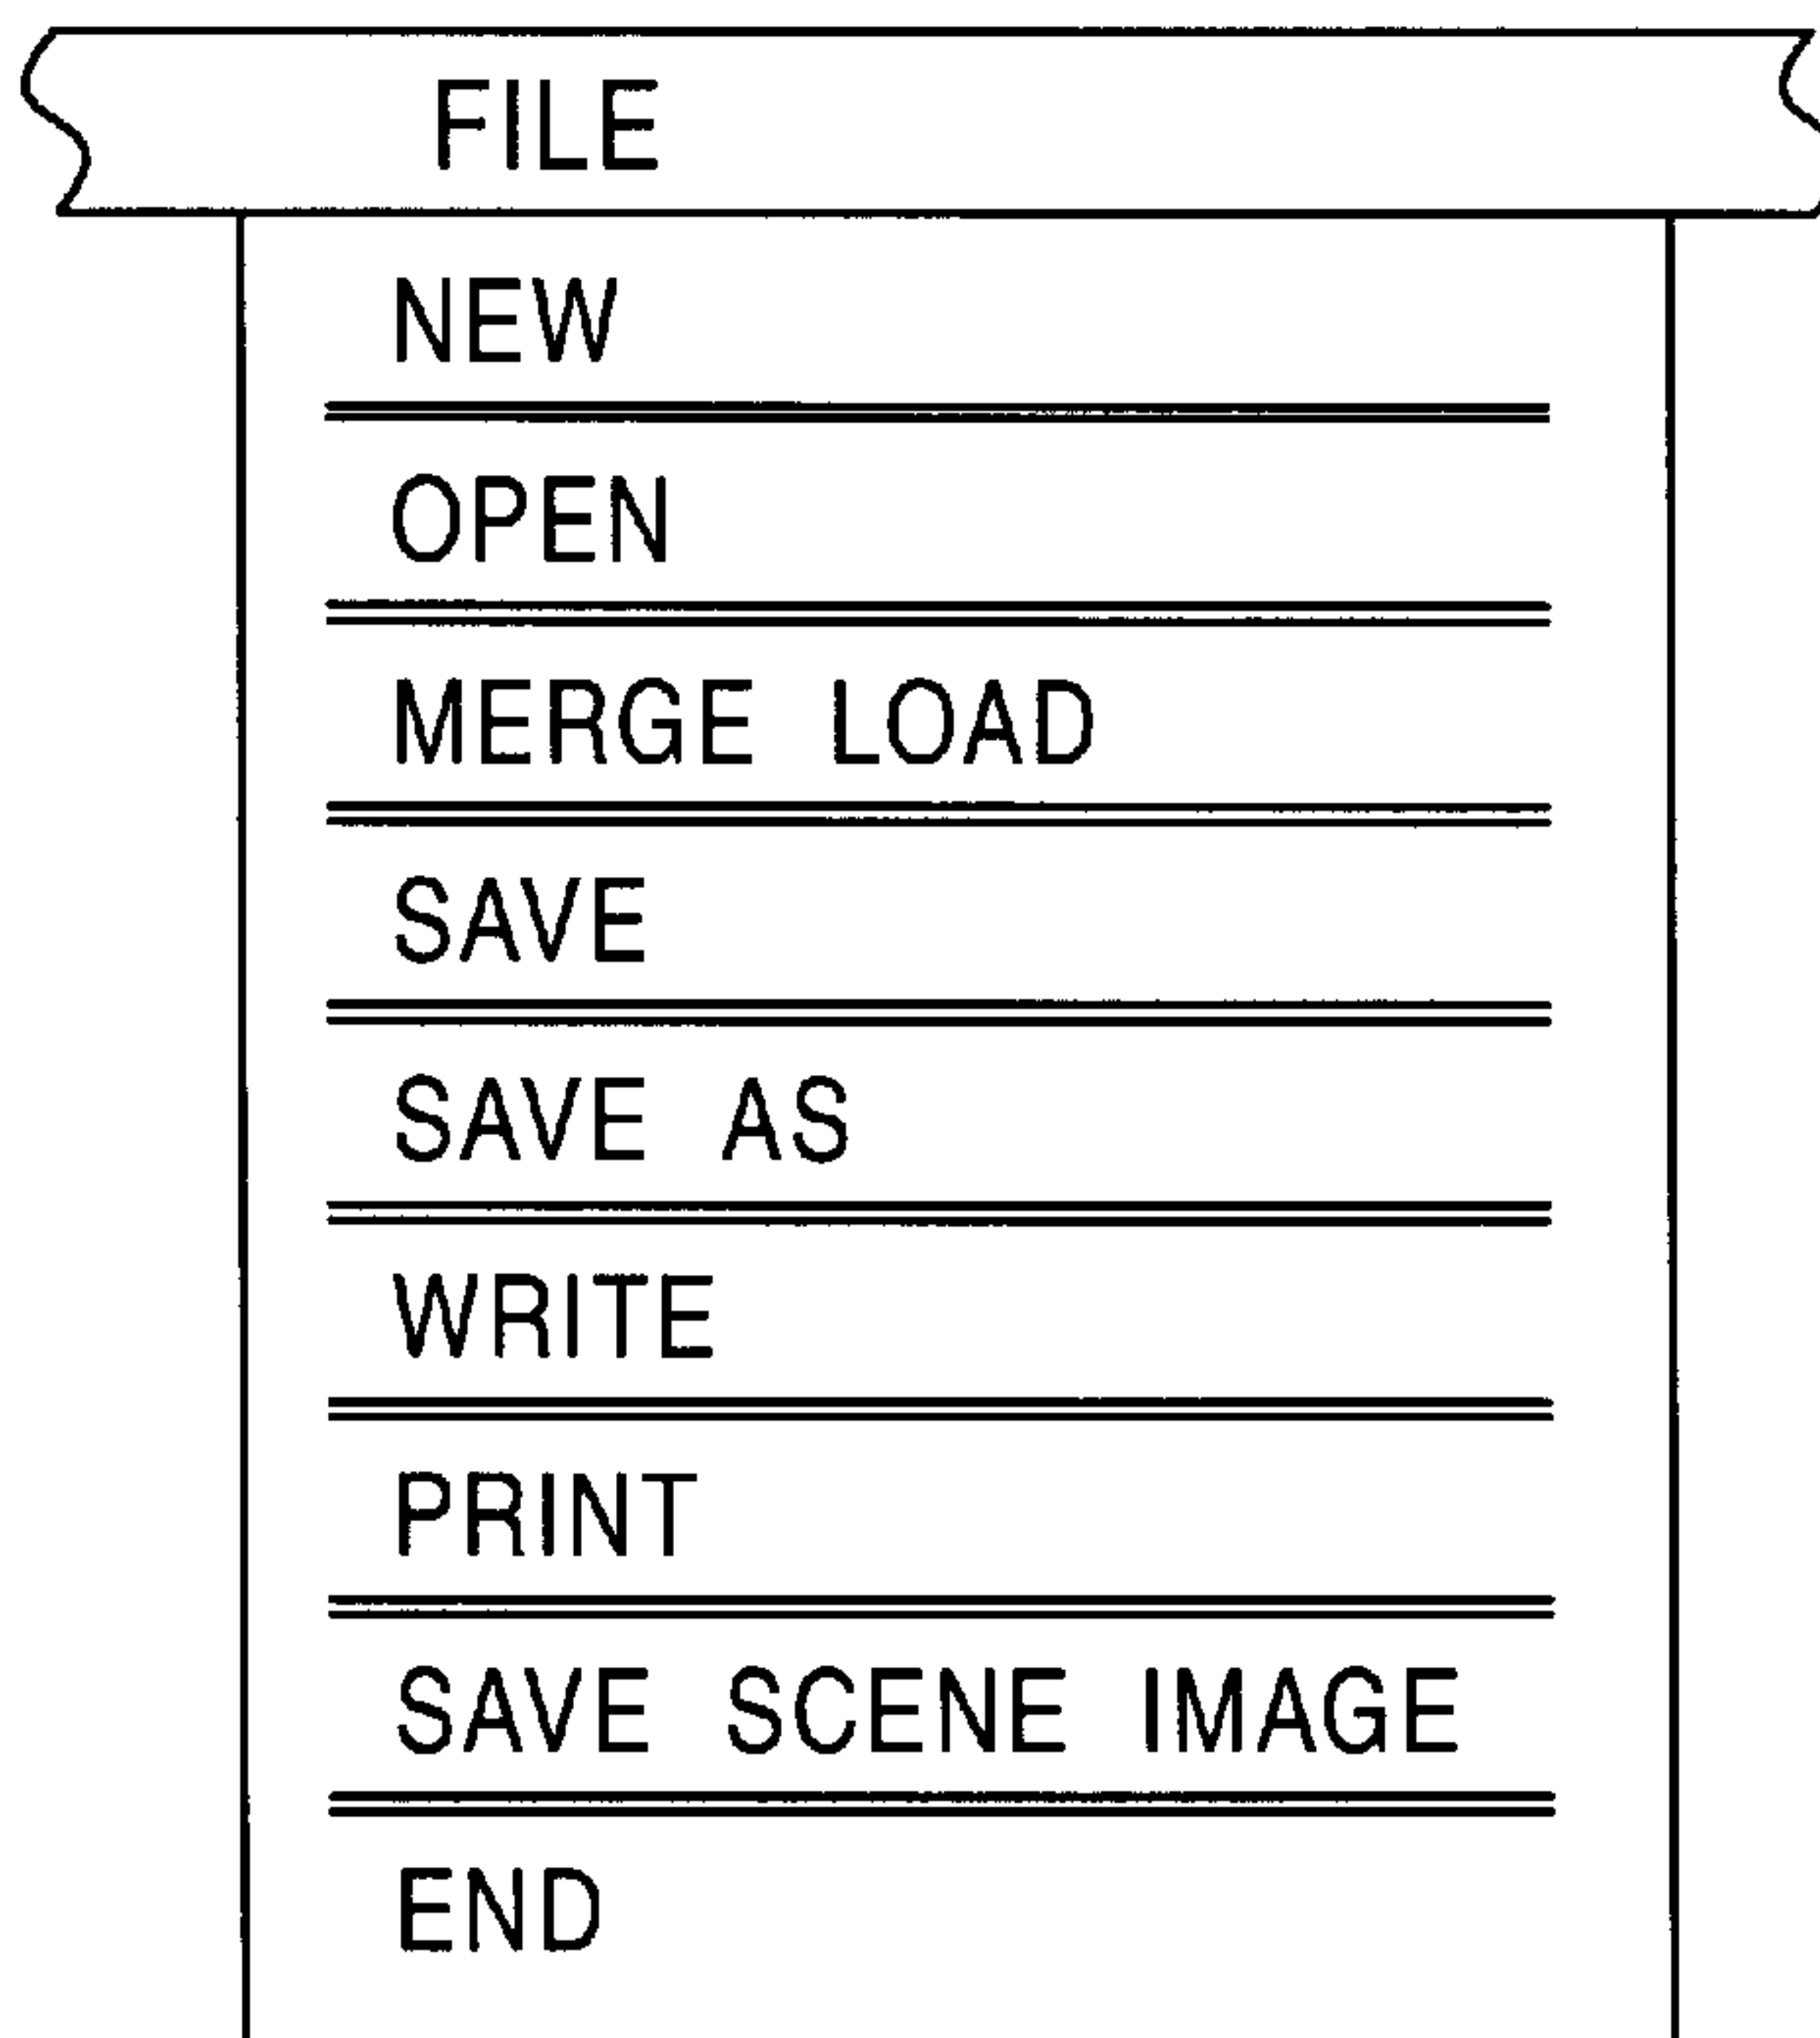 FILE
NEW
OPEN
MERGE LOAD
SAVE
SAVE AS
WRITE
PRINT
SAVE SCENE IMAGE
END